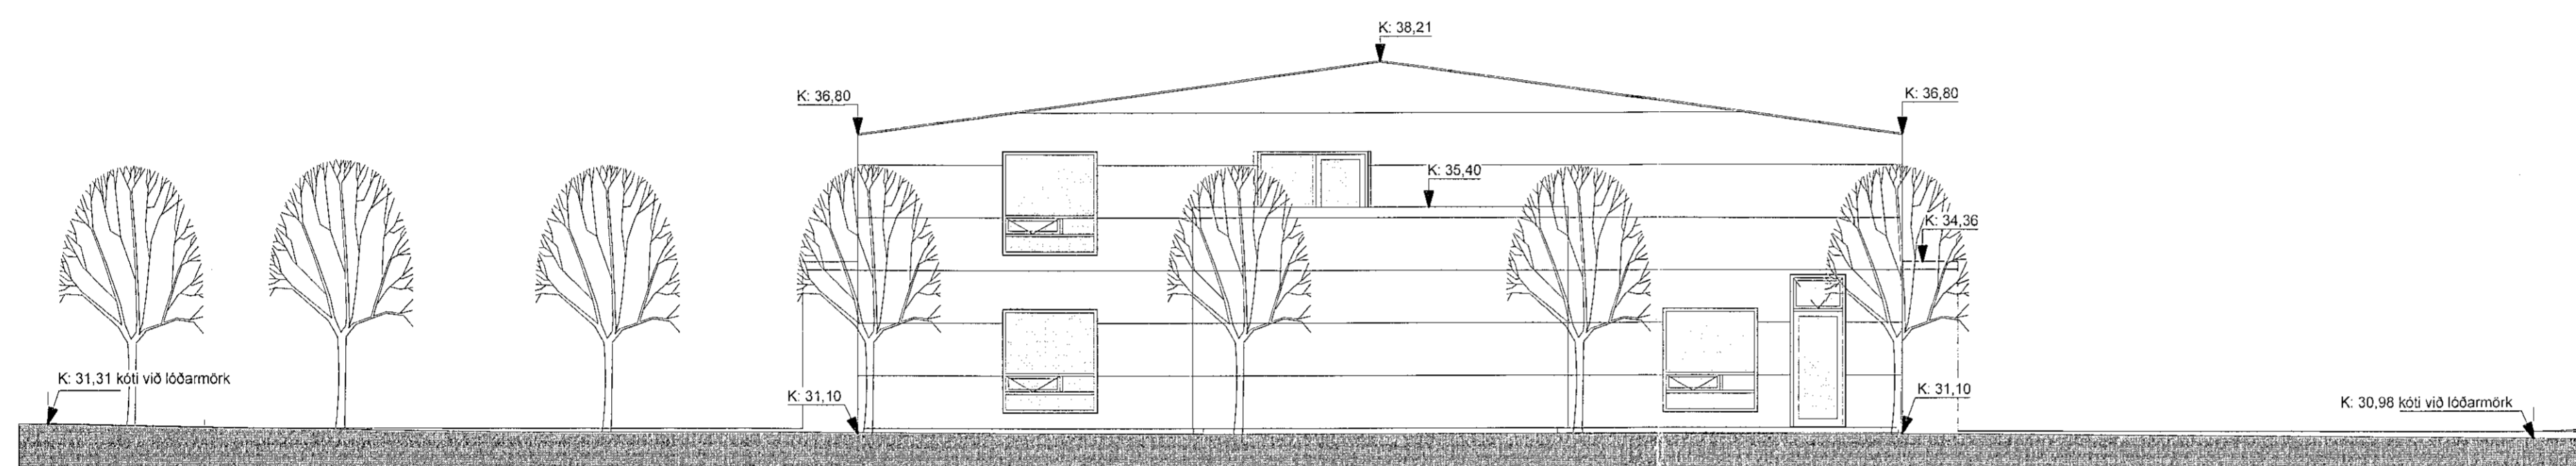 K: 38,21
K: 36,80
K: 36,80
K: 35,40
K: 34,36
K: 31,31 kóti við lóðarmörk
K: 31,10
K: 31,10
K: 30,98 kóti við lóðarmörk